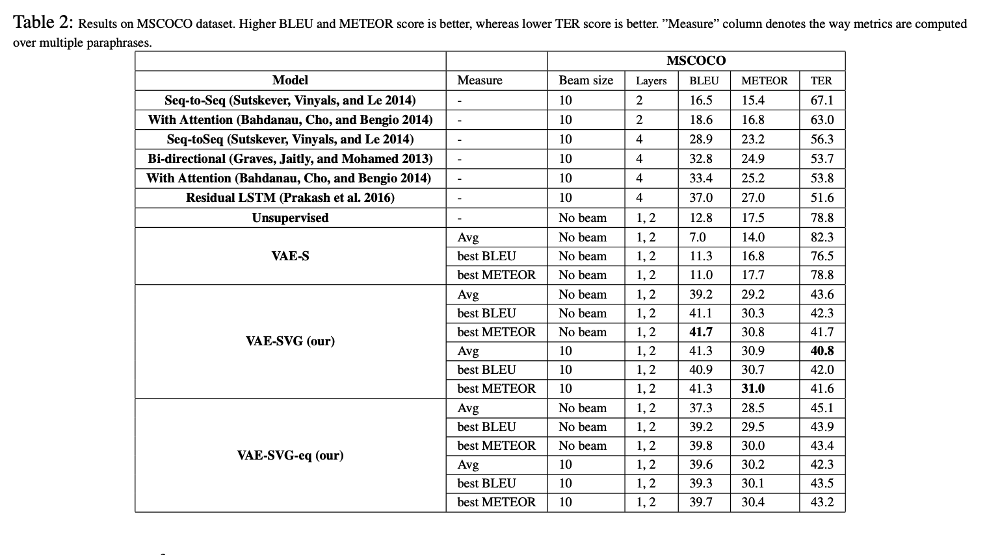 Table 2: Results on MSCOCO dataset. Higher BLEU and METEOR score is better, whereas lower TER score is better. ”Measure” column denotes the way metrics are computed
over multiple paraphrases.
MSCOCO
Model Measure Beam size Layers BLEU METEOR TER
Seq-to-Seq (Sutskever, Vinyals, and Le 2014) - 10 2 16.5 15.4 67.1
With Attention (Bahdanau, Cho, and Bengio 2014) - 10 2 18.6 16.8 63.0
Seq-toSeq (Sutskever, Vinyals, and Le 2014) - 10 4 28.9 23.2 56.3
Bi-directional (Graves, Jaitly, and Mohamed 2013) - 10 4 32.8 24.9 53.7
With Attention (Bahdanau, Cho, and Bengio 2014) - 10 4 33.4 25.2 53.8
Residual LSTM (Prakash et al. 2016) - 10 4 37.0 27.0 51.6
Unsupervised - No beam 1, 2 12.8 17.5 78.8
VAE-S
Avg No beam 1, 2 7.0 14.0 82.3
best BLEU No beam 1, 2 11.3 16.8 76.5
best METEOR No beam 1, 2 11.0 17.7 78.8
VAE-SVG (our)
Avg No beam 1, 2 39.2 29.2 43.6
best BLEU No beam 1, 2 41.1 30.3 42.3
best METEOR No beam 1, 2 41.7 30.8 41.7
Avg 10 1, 2 41.3 30.9 40.8
best BLEU 10 1, 2 40.9 30.7 42.0
best METEOR 10 1, 2 41.3 31.0 41.6
VAE-SVG-eq (our)
Avg No beam 1, 2 37.3 28.5 45.1
best BLEU No beam 1, 2 39.2 29.5 43.9
best METEOR No beam 1, 2 39.8 30.0 43.4
Avg 10 1, 2 39.6 30.2 42.3
best BLEU 10 1, 2 39.3 30.1 43.5
best METEOR 10 1, 2 39.7 30.4 43.2